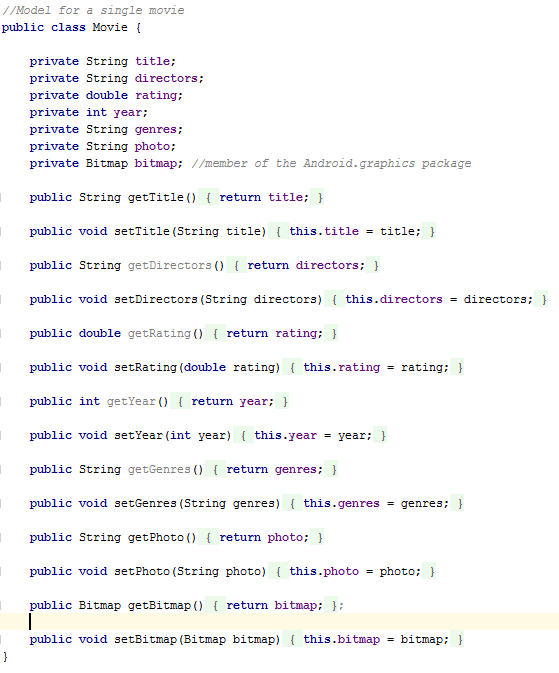 //Model for a single movie
public class Movie {
private String title;
private String directors;
private double rating;
private int year;
private String genres;
private String photo;
private Bitmap bitmap; //member of the Android.graphics package
public String getTitle() { return title; }
public void setTitle(String title) { this.title = title; }
public String getDirectors() { return directors; }
public void setDirectors(String directors) { this.directors = directors; }
public double getRating() { return rating; }
public void setRating(double rating) { this.rating = rating; }
public int getYear() { return year; }
public void setYear(int year) { this.year = year; }
public String getGenres() { return genres; }
public void setGenres(String genres) { this.genres = genres; }
public String getPhoto() { return photo; }
public void setPhoto(String photo) { this.photo = photo; }
public Bitmap getBitmap() { return bitmap; };
public void setBitmap(Bitmap bitmap) { this.bitmap = bitmap; }
}